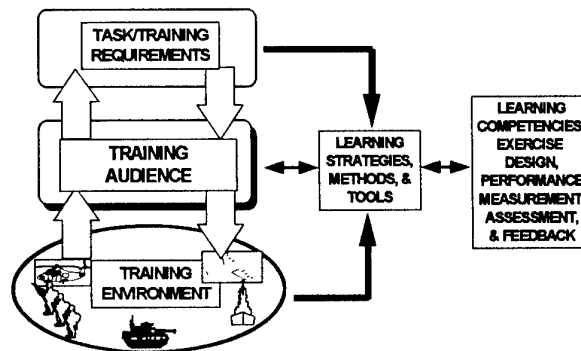 TASK/TRAINING
REQUIREMENTS
TRAINING
AUDIENCE
TRAINING
ENVIRONMENT
LEARNING
STRATEGIES,
METHODS, &
TOOLS
LEARNING
COMPETENCIES,
EXERCISE
DESIGN,
PERFORMANCE
MEASUREMENT,
ASSESSMENT,
& FEEDBACK